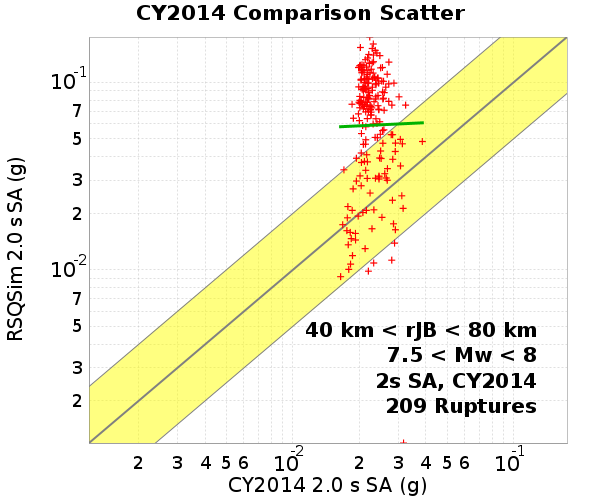 CY2014 Comparison Scatter
RSQSim 2.0 s SA (g)
10-1
7
5
3
2
10-2
7
5
3
2
40 km < rJB < 80 km
7.5 < Mw < 8
2s SA, CY2014
209 Ruptures
2 3 4 5 6 10-2 2 3 4 5 6 10-1
CY2014 2.0 s SA (g)